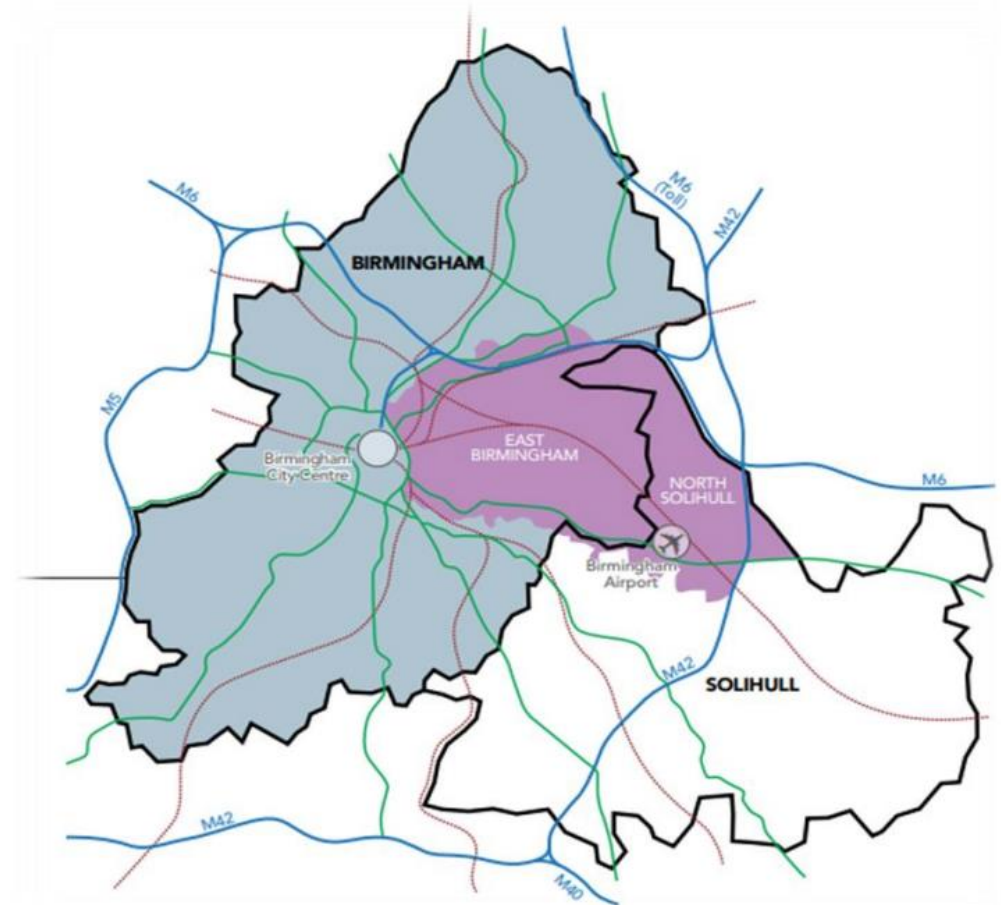 M6
M6
(Toll)
M42
BIRMINGHAM
M5
EAST
BIRMINGHAM
Birmingham
City Centre
NORTH
SOLIHULL
M6
Birmingham
Airport
M42
SOLIHULL
M42
M40